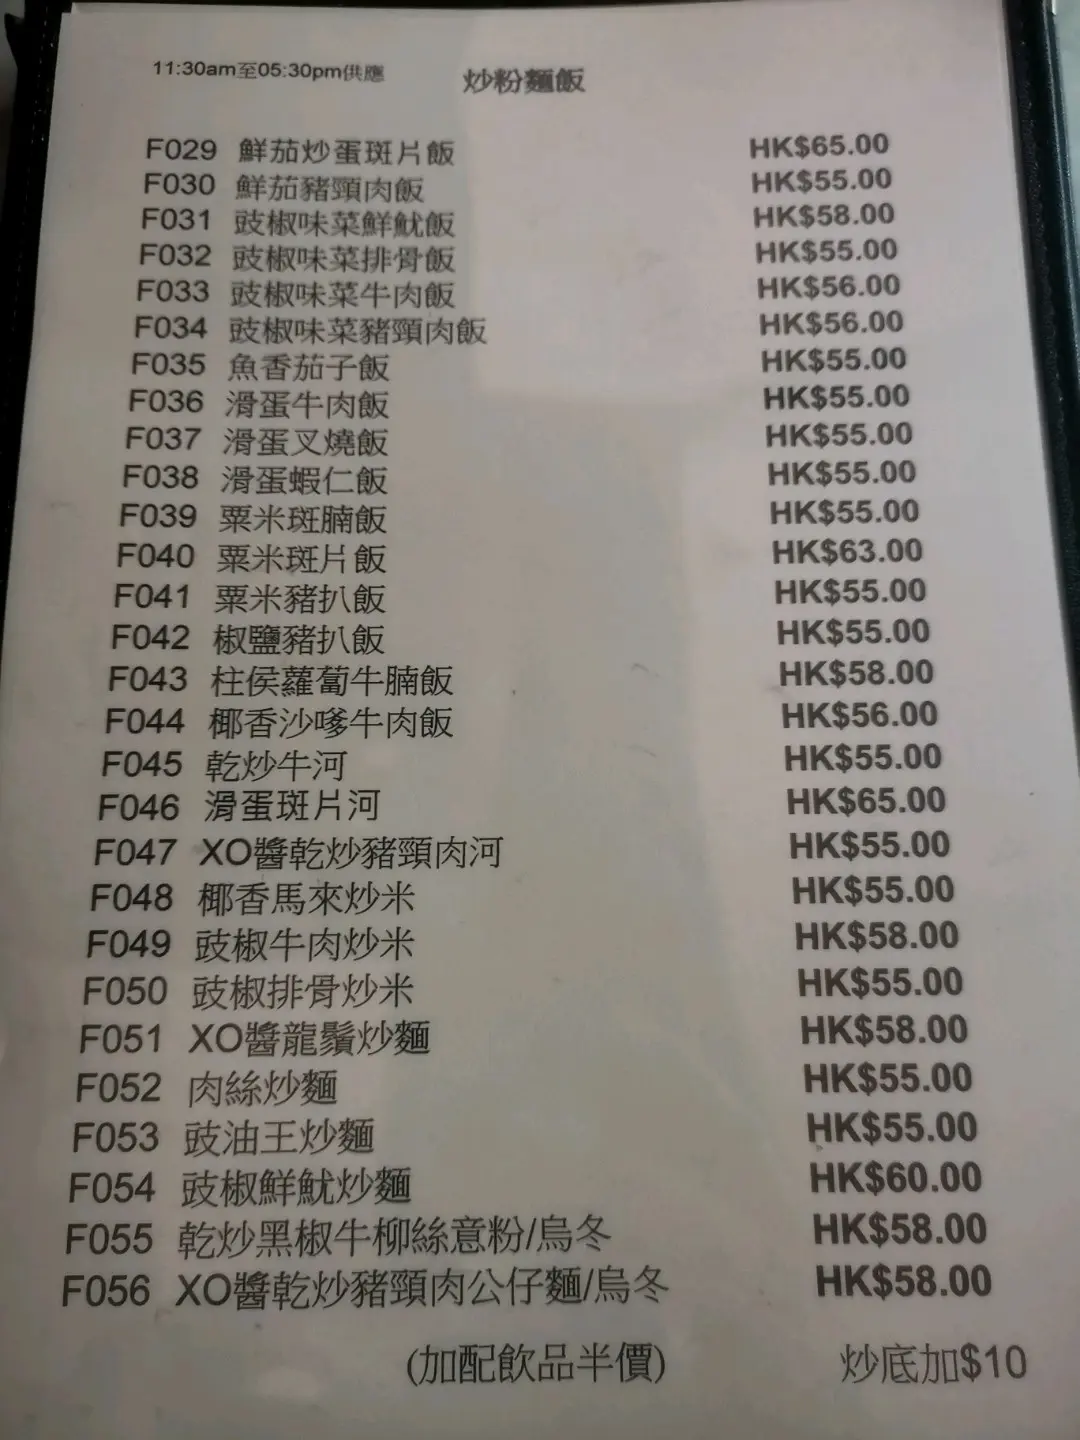 11:30am至05:30pm供應 炒粉麵飯
F029 鮮茄炒蛋斑片飯 HK$65.00
F030 鮮茄豬頸肉飯 HK$55.00
F031 豉椒味菜鮮魷飯 HK$58.00
F032 豉椒味菜排骨飯 HK$55.00
F033 豉椒味菜牛肉飯 HK$56.00
F034 豉椒味菜豬頸肉飯 HK$56.00
F035 魚香茄子飯 HK$55.00
F036 滑蛋牛肉飯 HK$55.00
F037 滑蛋叉燒飯 HK$55.00
F038 滑蛋蝦仁飯 HK$55.00
F039 粟米斑腩飯 HK$55.00
F040 粟米斑片飯 HK$63.00
F041 粟米豬扒飯 HK$55.00
F042 椒鹽豬扒飯 HK$55.00
F043 柱侯蘿蔔牛腩飯 HK$58.00
F044 椰香沙嗲牛肉飯 HK$56.00
F045 乾炒牛河 HK$55.00
F046 滑蛋斑片河 HK$65.00
F047 XO醬乾炒豬頸肉河 HK$55.00
F048 椰香馬來炒米 HK$55.00
F049 豉椒牛肉炒米 HK$58.00
F050 豉椒排骨炒米 HK$55.00
F051 XO醬龍鬚炒麵 HK$58.00
F052 肉絲炒麵 HK$55.00
F053 豉油王炒麵 HK$55.00
F054 豉椒鮮魷炒麵 HK$60.00
F055 乾炒黑椒牛柳絲意粉/烏冬 HK$58.00
F056 XO醬乾炒豬頸肉公仔麵/烏冬 HK$58.00
(加配飲品半價) 炒底加$10